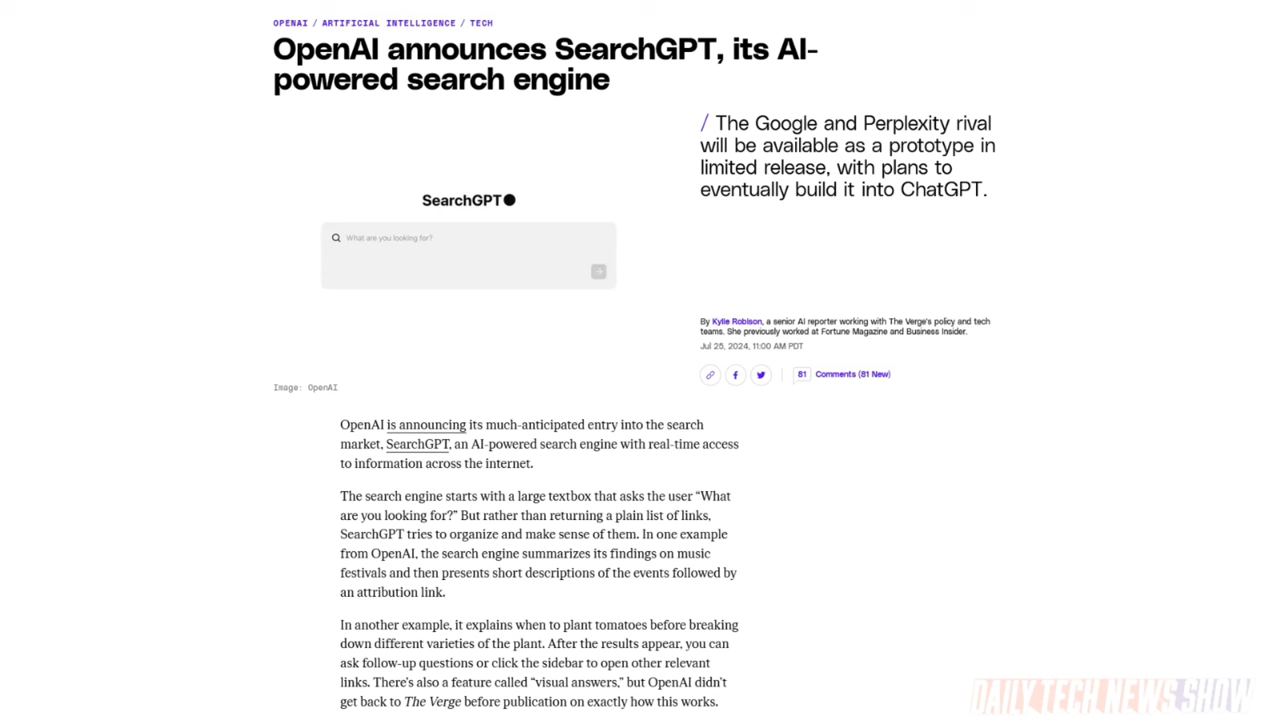 OPENAI / ARTIFICIAL INTELLIGENCE / TECH
OpenAI announces SearchGPT, its AI-
powered search engine
/ The Google and Perplexity rival
will be available as a prototype in
limited release, with plans to
eventually build it into ChatGPT.
SearchGPT
What are you looking for?
By Kylie Robison, a senior AI reporter working with The Verge's policy and tech
teams. She previously worked at Fortune Magazine and Business Insider.
Jul 25, 2024, 11:00 AM PDT
81 Comments (81 New)
Image: OpenAI
OpenAI is announcing its much-anticipated entry into the search
market, SearchGPT, an AI-powered search engine with real-time access
to information across the internet.
The search engine starts with a large textbox that asks the user “What
are you looking for?” But rather than returning a plain list of links,
SearchGPT tries to organize and make sense of them. In one example
from OpenAI, the search engine summarizes its findings on music
festivals and then presents short descriptions of the events followed by
an attribution link.
In another example, it explains when to plant tomatoes before breaking
down different varieties of the plant. After the results appear, you can
ask follow-up questions or click the sidebar to open other relevant
links. There’s also a feature called “visual answers,” but OpenAI didn’t
get back to The Verge before publication on exactly how this works.
DAILY TECH NEWS SHOW